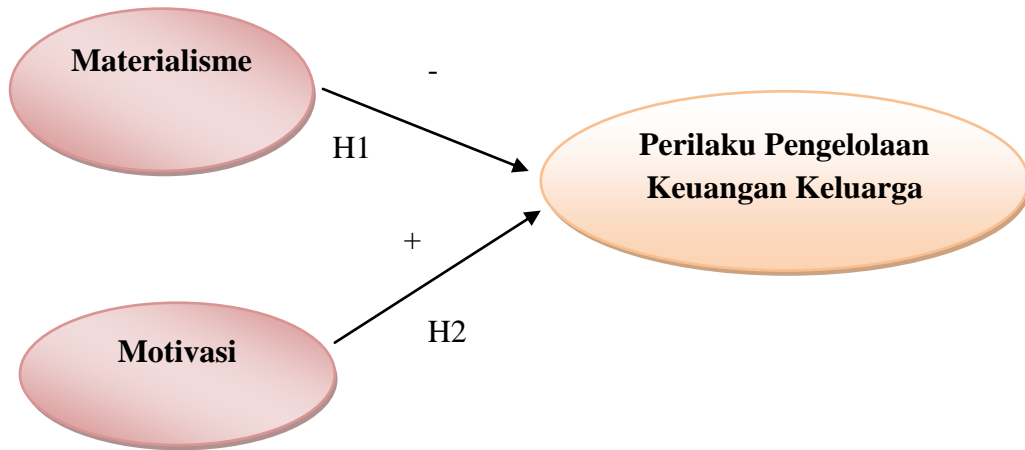 Materialisme
-
H1
Perilaku Pengelolaan
Keuangan Keluarga
+
H2
Motivasi